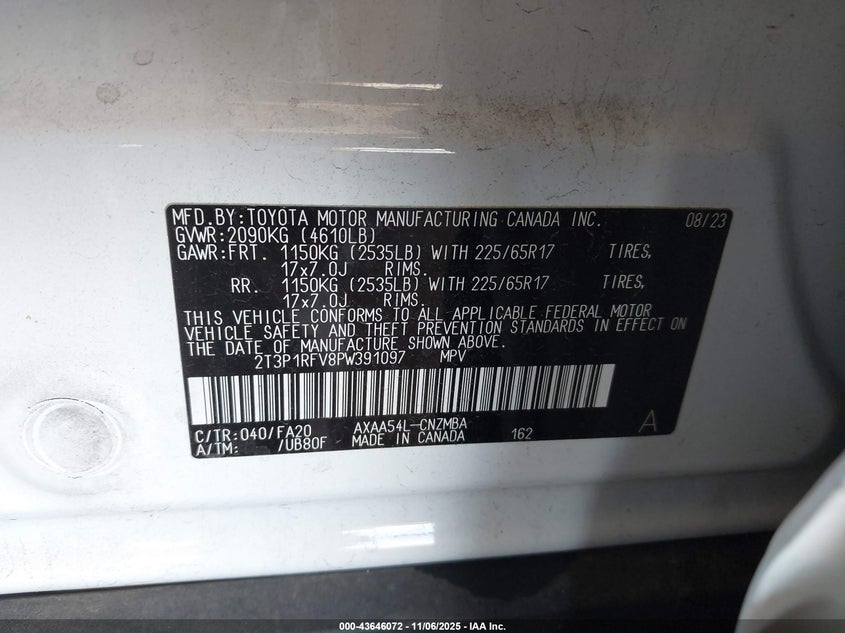 MFD.BY:TOYOTA MOTOR MANUFACTURING CANADA INC. 08/23
GVWR:2090KG (4610LB)
GAWR:FRT. 1150KG (2535LB) WITH 225/65R17 TIRES,
17x7.0J RIMS.
RR. 1150KG (2535LB) WITH 225/65R17 TIRES,
17x7.0J RIMS.
THIS VEHICLE CONFORMS TO ALL APPLICABLE FEDERAL MOTOR
VEHICLE SAFETY AND THEFT PREVENTION STANDARDS IN EFFECT ON
THE DATE OF MANUFACTURE SHOWN ABOVE.
2T3P1RFV8PW391097 MPV
C/TR:040/FA20 AXAA54L-CNZMBA
A/TM: /UB80F MADE IN CANADA 162 A
000-43646072 - 11/06/2025 - IAA Inc.